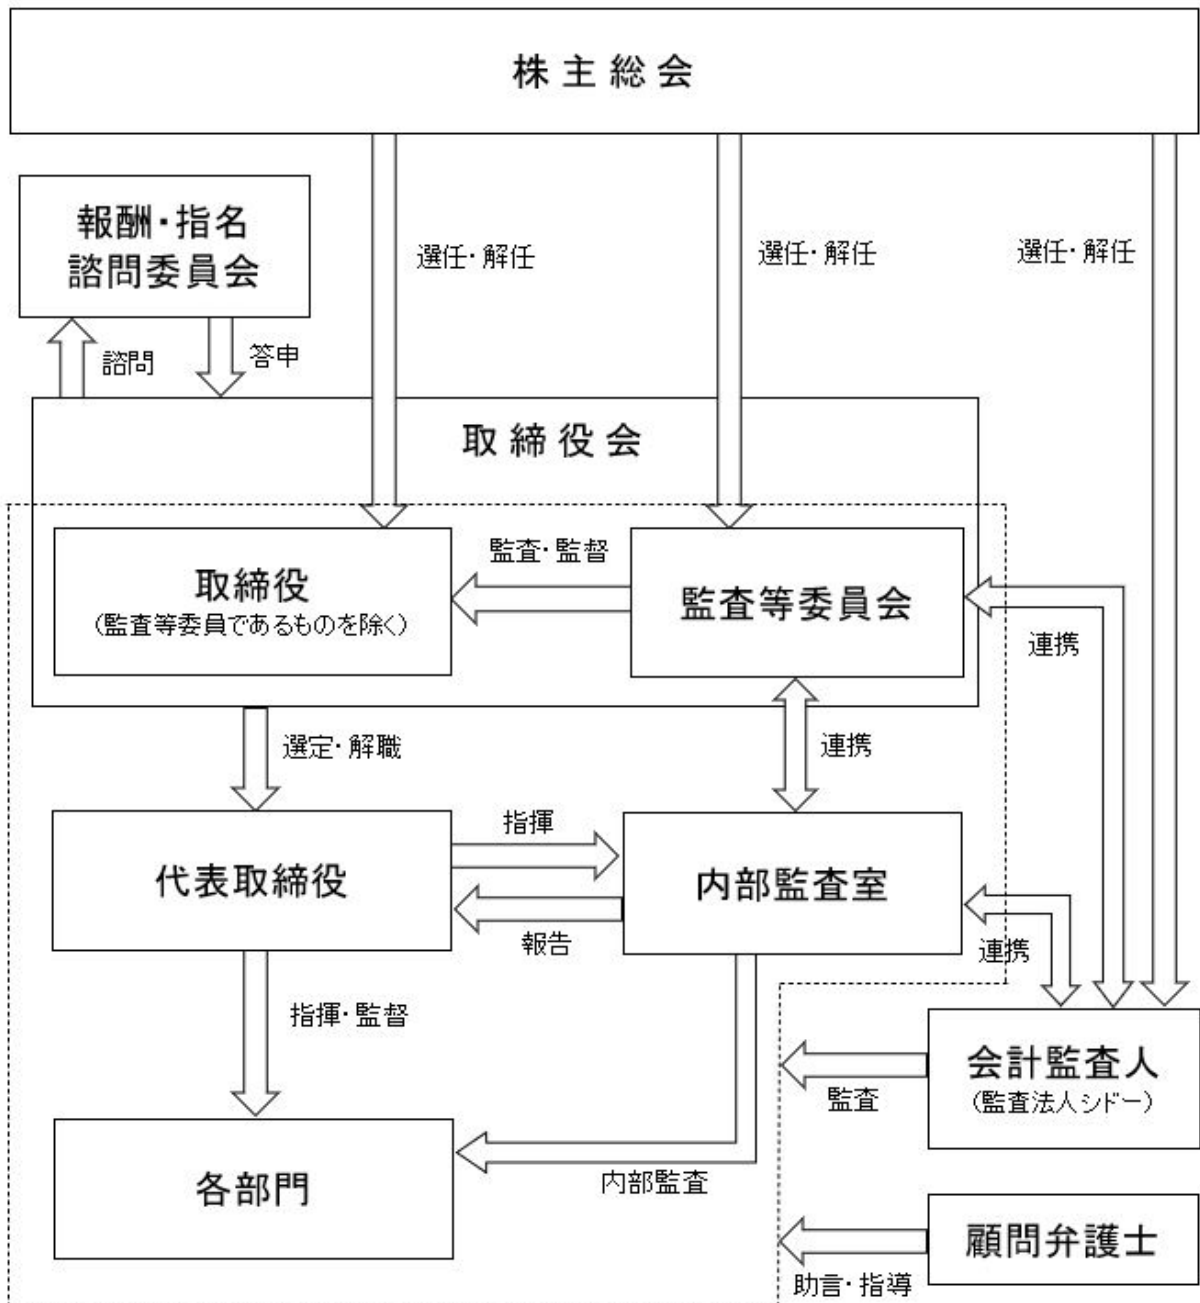 株主総会
報酬・指名
諮問委員会
選任・解任
選任・解任
選任・解任
諮問
答申
取締役会
取締役
（監査等委員であるものを除く）
監査・監督
監査等委員会
連携
選定・解職
連携
代表取締役
指揮
報告
内部監査室
連携
指揮・監督
会計監査人
（監査法人シドー）
監査
各部門
内部監査
顧問弁護士
助言・指導